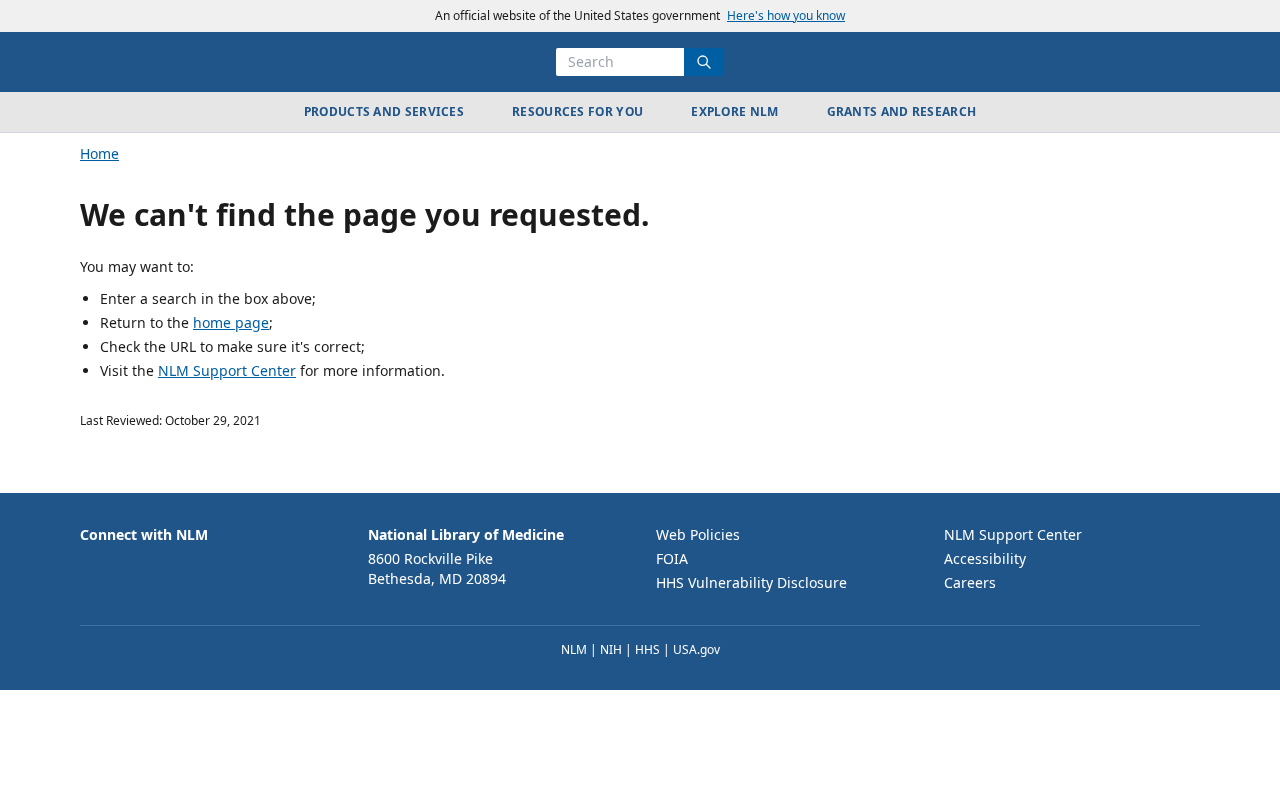 An official website of the United States government Here's how you know
Search
PRODUCTS AND SERVICES RESOURCES FOR YOU EXPLORE NLM GRANTS AND RESEARCH
Home
We can't find the page you requested.
You may want to:
Enter a search in the box above;
Return to the home page;
Check the URL to make sure it's correct;
Visit the NLM Support Center for more information.
Last Reviewed: October 29, 2021
Connect with NLM
National Library of Medicine
8600 Rockville Pike
Bethesda, MD 20894
Web Policies
FOIA
HHS Vulnerability Disclosure
NLM Support Center
Accessibility
Careers
NLM | NIH | HHS | USA.gov